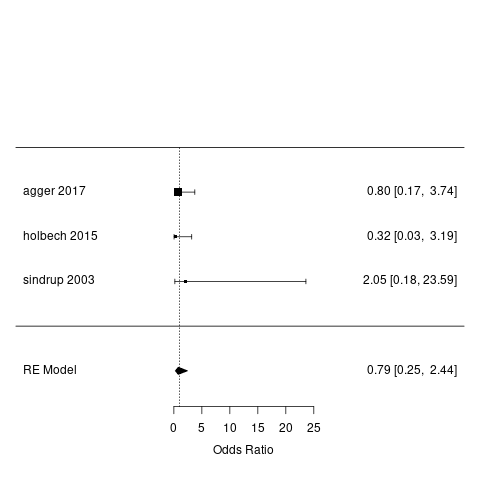 agger 2017 0.80 [0.17, 3.74]
holbech 2015 0.32 [0.03, 3.19]
sindrup 2003 2.05 [0.18, 23.59]
RE Model 0.79 [0.25, 2.44]
0 5 10 15 20 25
Odds Ratio